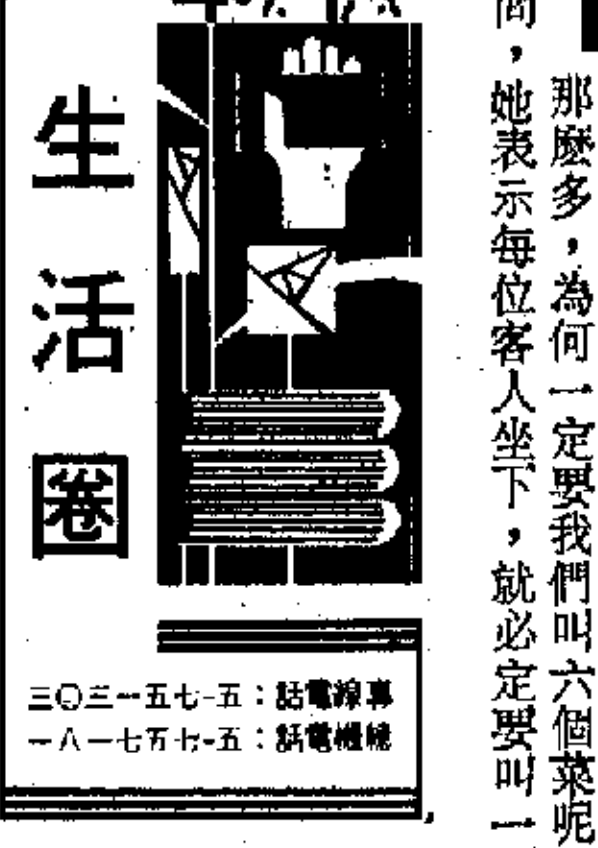 那麼多，為何一定要我們叫六個菜呢
問，她表示每位客人坐下，就必定要叫一
生活圈
專線電話：五-七五一三〇三
總機電話：五-七五七一八一